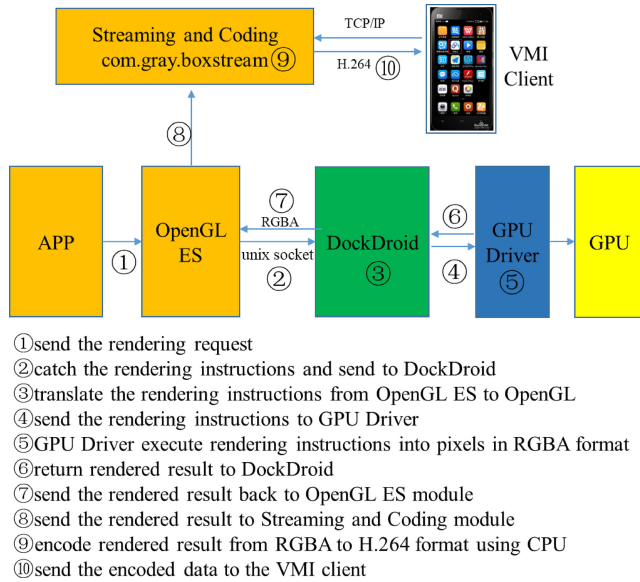 Streaming and Coding
com.gray.boxstream⑨
TCP/IP
H.264 ⑩
VMI
Client
⑧
APP
①
OpenGL
ES
⑦
RGBA
unix socket
②
DockDroid
③
⑥
④
GPU
Driver
⑤
GPU
①send the rendering request
②catch the rendering instructions and send to DockDroid
③translate the rendering instructions from OpenGL ES to OpenGL
④send the rendering instructions to GPU Driver
⑤GPU Driver execute rendering instructions into pixels in RGBA format
⑥return rendered result to DockDroid
⑦send the rendered result back to OpenGL ES module
⑧send the rendered result to Streaming and Coding module
⑨encode rendered result from RGBA to H.264 format using CPU
⑩send the encoded data to the VMI client